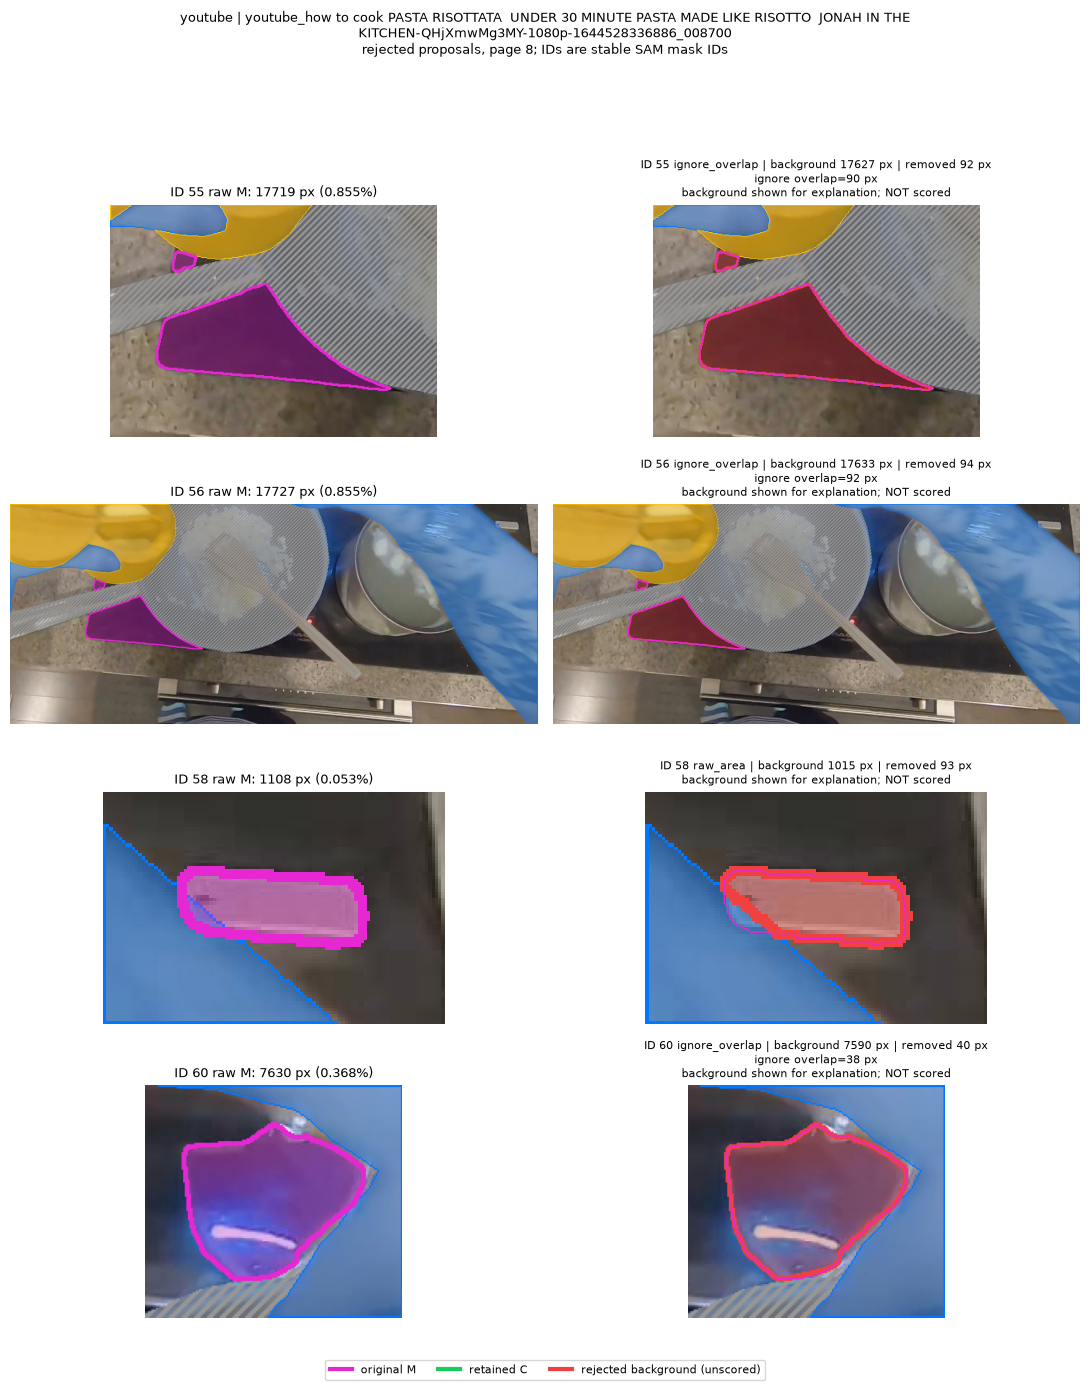 youtube | youtube_how to cook PASTA RISOTTATA  UNDER 30 MINUTE PASTA MADE LIKE RISOTTO  JONAH IN THE
KITCHEN-QHjXmwMg3MY-1080p-1644528336886_008700
rejected proposals, page 8; IDs are stable SAM mask IDs
ID 55 raw M: 17719 px (0.855%)
ID 55 ignore_overlap | background 17627 px | removed 92 px
ignore overlap=90 px
background shown for explanation; NOT scored
ID 56 raw M: 17727 px (0.855%)
ID 56 ignore_overlap | background 17633 px | removed 94 px
ignore overlap=92 px
background shown for explanation; NOT scored
ID 58 raw M: 1108 px (0.053%)
ID 58 raw_area | background 1015 px | removed 93 px
background shown for explanation; NOT scored
ID 60 raw M: 7630 px (0.368%)
ID 60 ignore_overlap | background 7590 px | removed 40 px
ignore overlap=38 px
background shown for explanation; NOT scored
original M
retained C
rejected background (unscored)